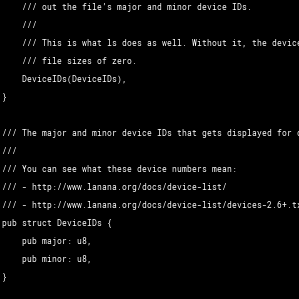 /// out the file's major and minor device IDs.
///
/// This is what ls does as well. Without it, the device
/// file sizes of zero.
DeviceIDs(DeviceIDs),
}
/// The major and minor device IDs that gets displayed for
///
/// You can see what these device numbers mean:
/// - http://www.lanana.org/docs/device-list/
/// - http://www.lanana.org/docs/device-list/devices-2.6+.t
pub struct DeviceIDs {
pub major: u8,
pub minor: u8,
}